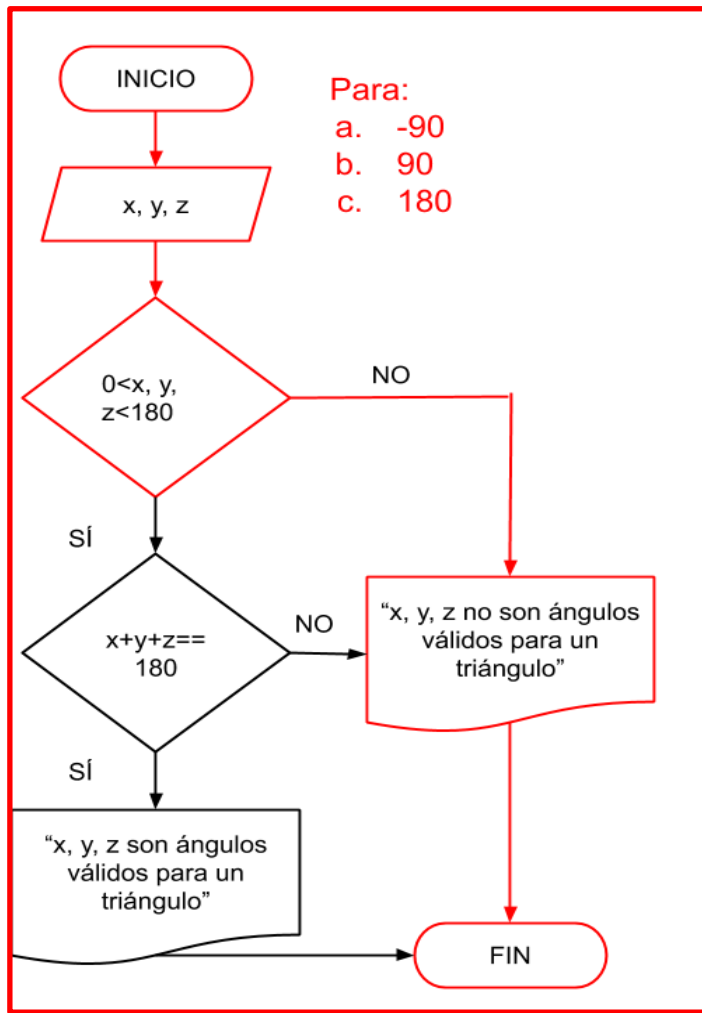 INICIO
Para:
a. -90
b. 90
c. 180
x, y, z
0<x, y,
z<180
NO
SÍ
x+y+z==
180
NO
“x, y, z no son ángulos
válidos para un
triángulo”
SÍ
“x, y, z son ángulos
válidos para un
triángulo”
FIN